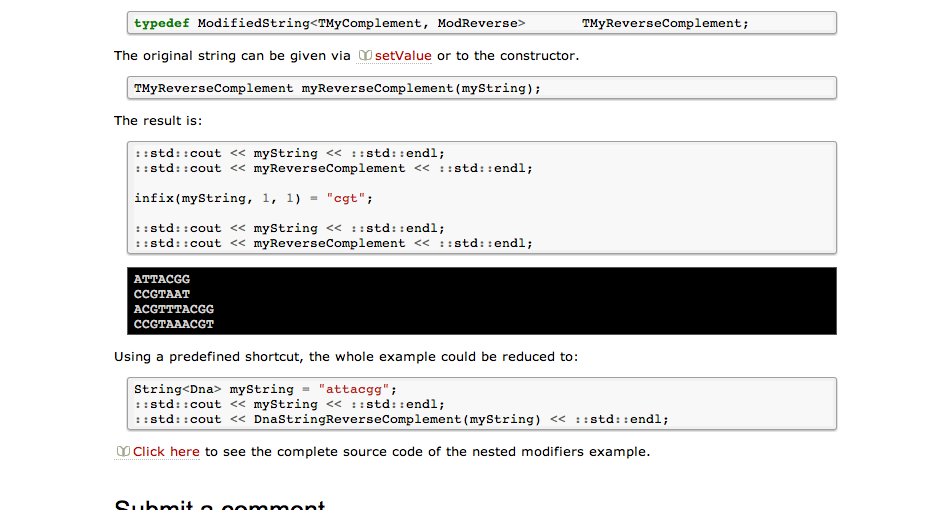 typedef ModifiedString<TMyComplement, ModReverse>       TMyReverseComplement;
The original string can be given via setValue or to the constructor.
TMyReverseComplement myReverseComplement(myString);
The result is:
::std::cout << myString << ::std::endl;
::std::cout << myReverseComplement << ::std::endl;
infix(myString, 1, 1) = "cgt";
::std::cout << myString << ::std::endl;
::std::cout << myReverseComplement << ::std::endl;
ATTACGG
CCGTAAT
ACGTTTACGG
CCGTAAACGT
Using a predefined shortcut, the whole example could be reduced to:
String<Dna> myString = "attacgg";
::std::cout << myString << ::std::endl;
::std::cout << DnaStringReverseComplement(myString) << ::std::endl;
Click here to see the complete source code of the nested modifiers example.
Submit a comment